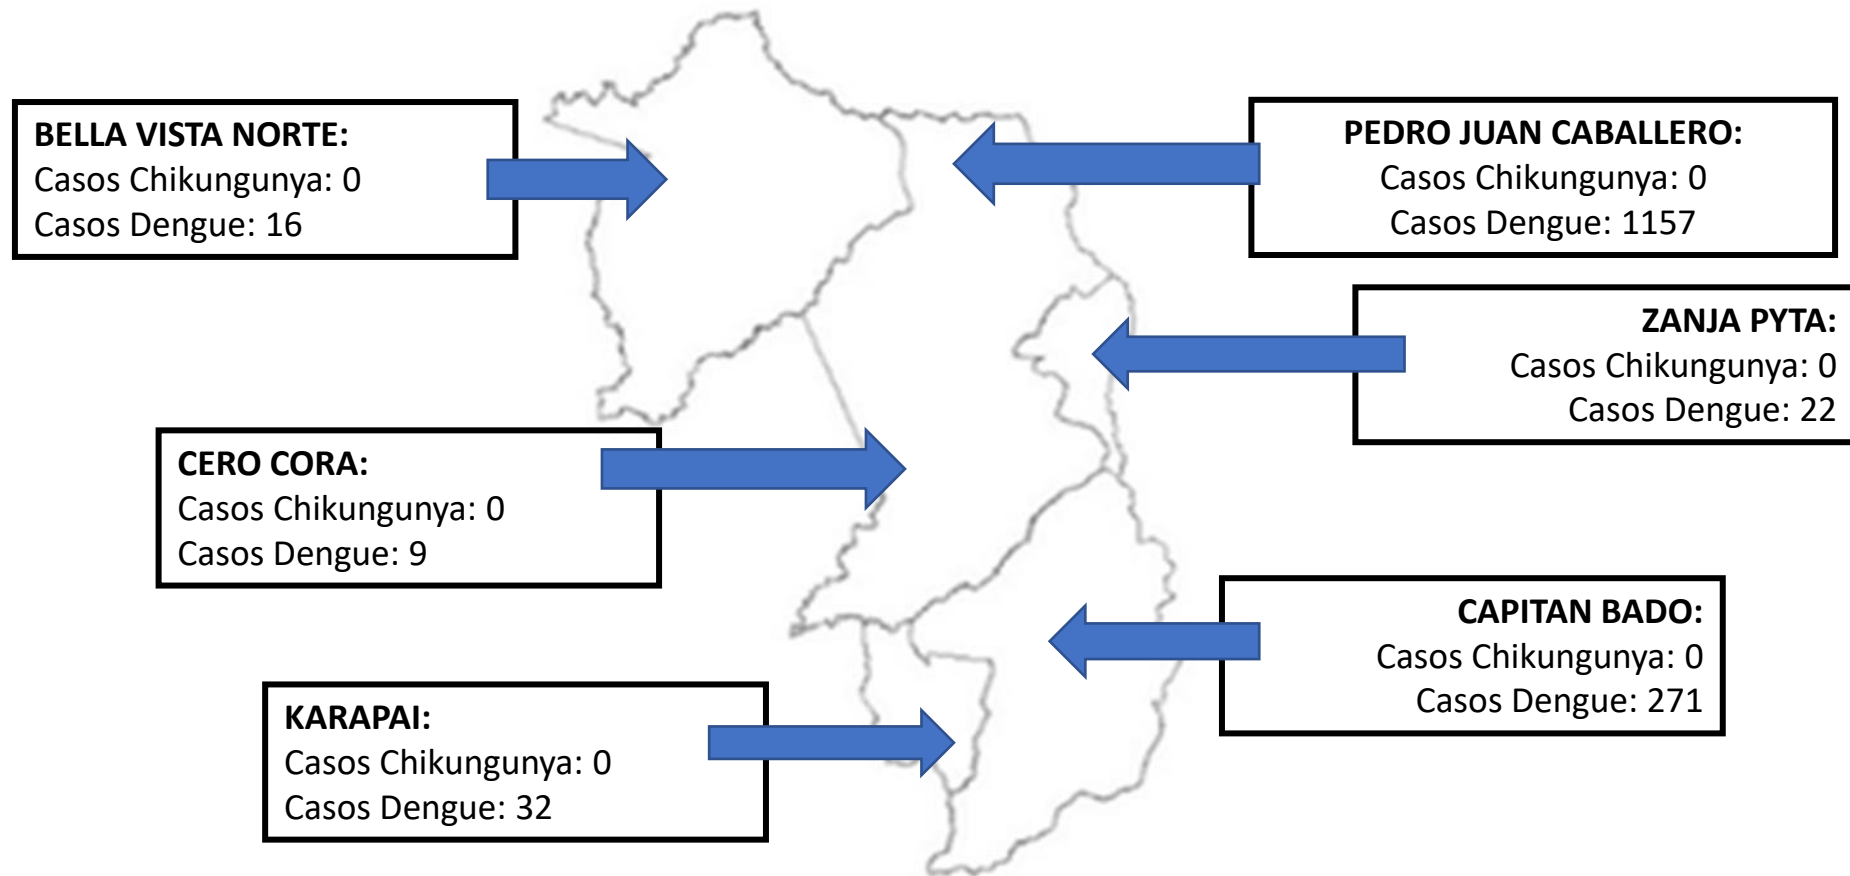 BELLA VISTA NORTE:
Casos Chikungunya: 0
Casos Dengue: 16
PEDRO JUAN CABALLERO:
Casos Chikungunya: 0
Casos Dengue: 1157
ZANJA PYTA:
Casos Chikungunya: 0
Casos Dengue: 22
CERO CORA:
Casos Chikungunya: 0
Casos Dengue: 9
CAPITAN BADO:
Casos Chikungunya: 0
Casos Dengue: 271
KARAPAI:
Casos Chikungunya: 0
Casos Dengue: 32